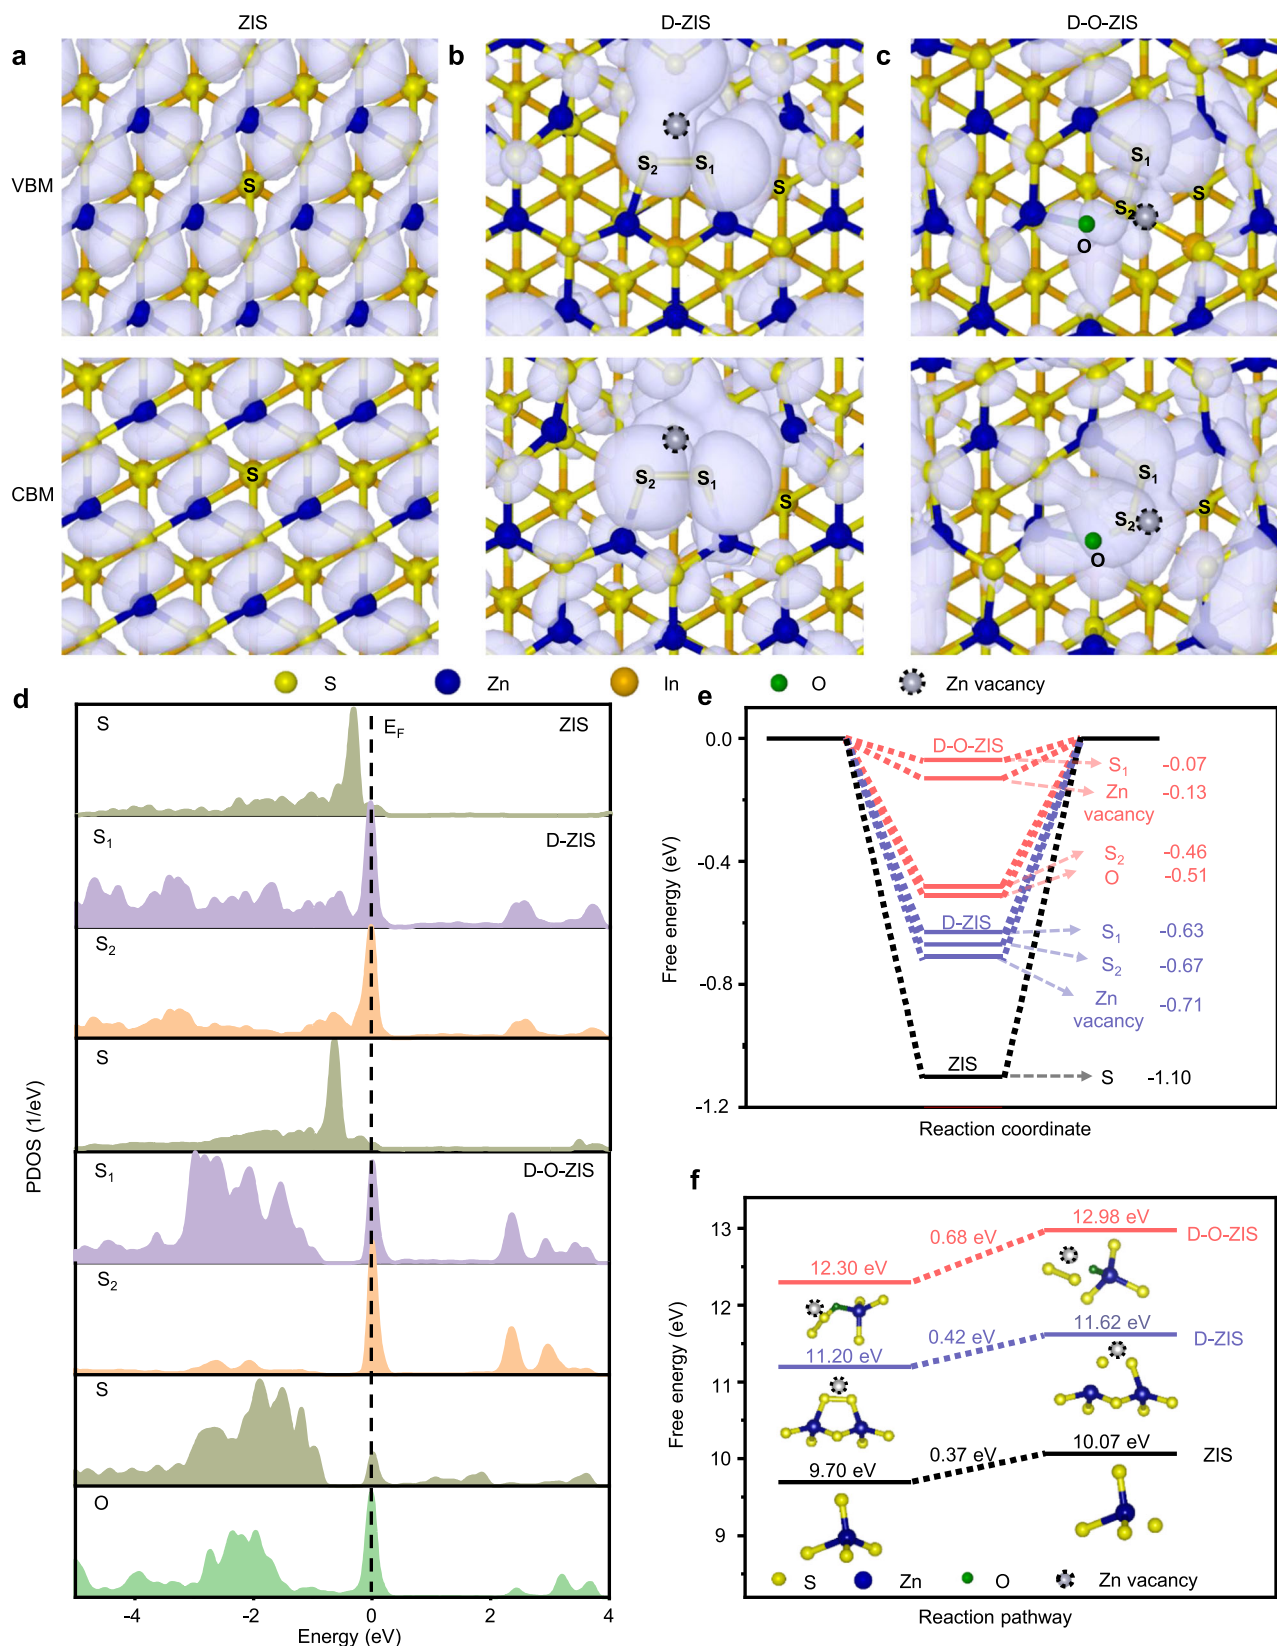 ZIS
D-ZIS
D-O-ZIS
a
b
c
VBM
S
S2 S1
S
S1
S
S2
O
CBM
S
S2 S1
S
S1
S
S2
O
S
Zn
In
O
Zn vacancy
d
S
EF
ZIS
S1
D-ZIS
S2
S
S1
D-O-ZIS
S2
S
O
PDOS (1/eV)
-4
-2
0
2
4
Energy (eV)
e
0.0
-0.4
-0.8
-1.2
Free energy (eV)
D-O-ZIS
S1 -0.07
Zn vacancy -0.13
S2 -0.46
O -0.51
D-ZIS
S1 -0.63
S2 -0.67
Zn vacancy -0.71
ZIS
S -1.10
Reaction coordinate
f
13
12
11
10
9
Free energy (eV)
12.30 eV
0.68 eV
12.98 eV
D-O-ZIS
11.20 eV
0.42 eV
11.62 eV
D-ZIS
9.70 eV
0.37 eV
10.07 eV
ZIS
S
Zn
O
Zn vacancy
Reaction pathway